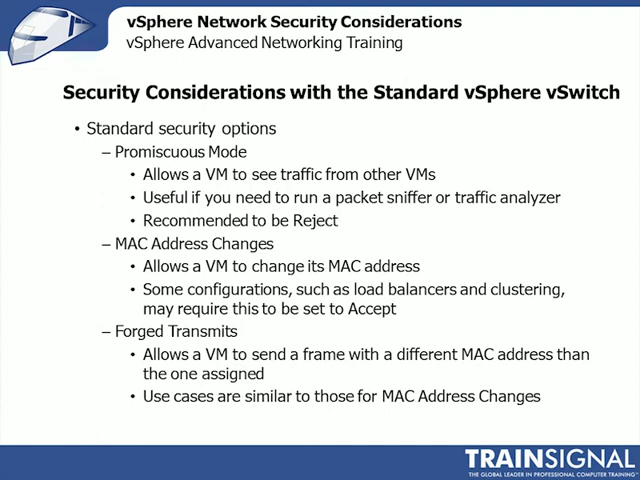 vSphere Network Security Considerations
vSphere Advanced Networking Training
Security Considerations with the Standard vSphere vSwitch
• Standard security options
– Promiscuous Mode
• Allows a VM to see traffic from other VMs
• Useful if you need to run a packet sniffer or traffic analyzer
• Recommended to be Reject
– MAC Address Changes
• Allows a VM to change its MAC address
• Some configurations, such as load balancers and clustering,
may require this to be set to Accept
– Forged Transmits
• Allows a VM to send a frame with a different MAC address than
the one assigned
• Use cases are similar to those for MAC Address Changes
TRAINSIGNAL
THE GLOBAL LEADER IN PROFESSIONAL COMPUTER TRAINING™